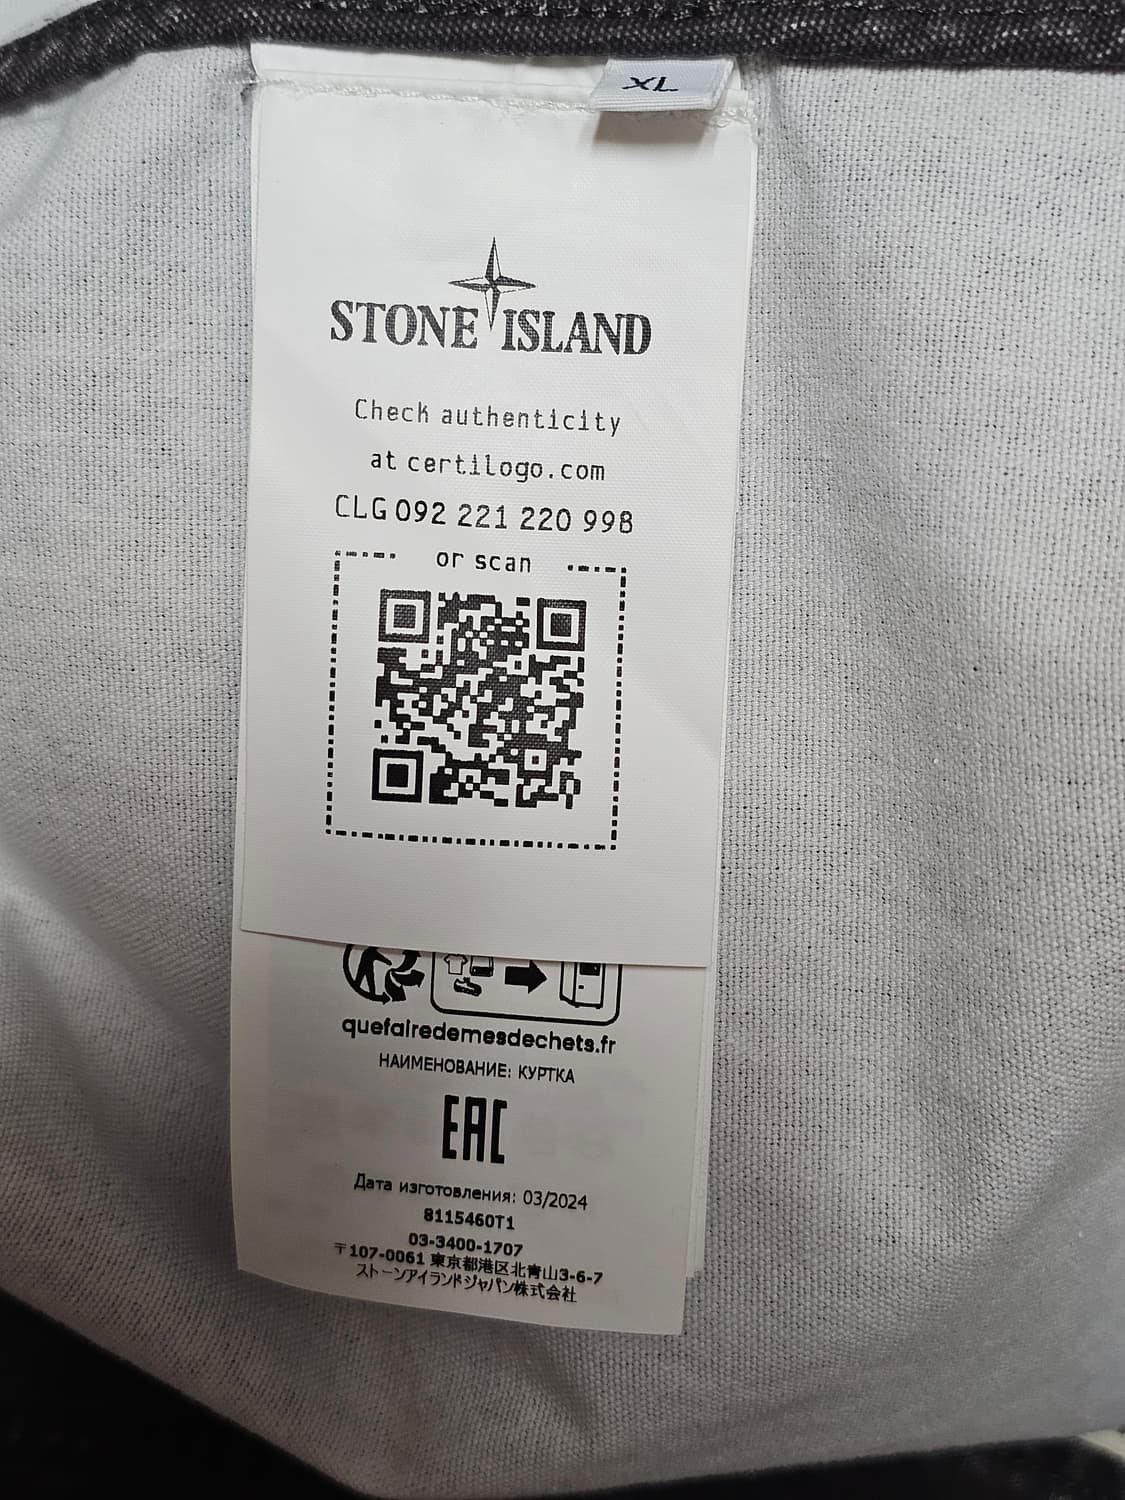 XL
STONE ISLAND
Check authenticity
at certilogo.com
CLG 092 221 220 998
or scan
quefairedemesdechets.fr
НАИМЕНОВАНИЕ: КУРТКА
EAC
Дата изготовления: 03/2024
8115460T1
03-3400-1707
〒107-0061 東京都港区北青山3-6-7
ストーンアイランドジャパン株式会社